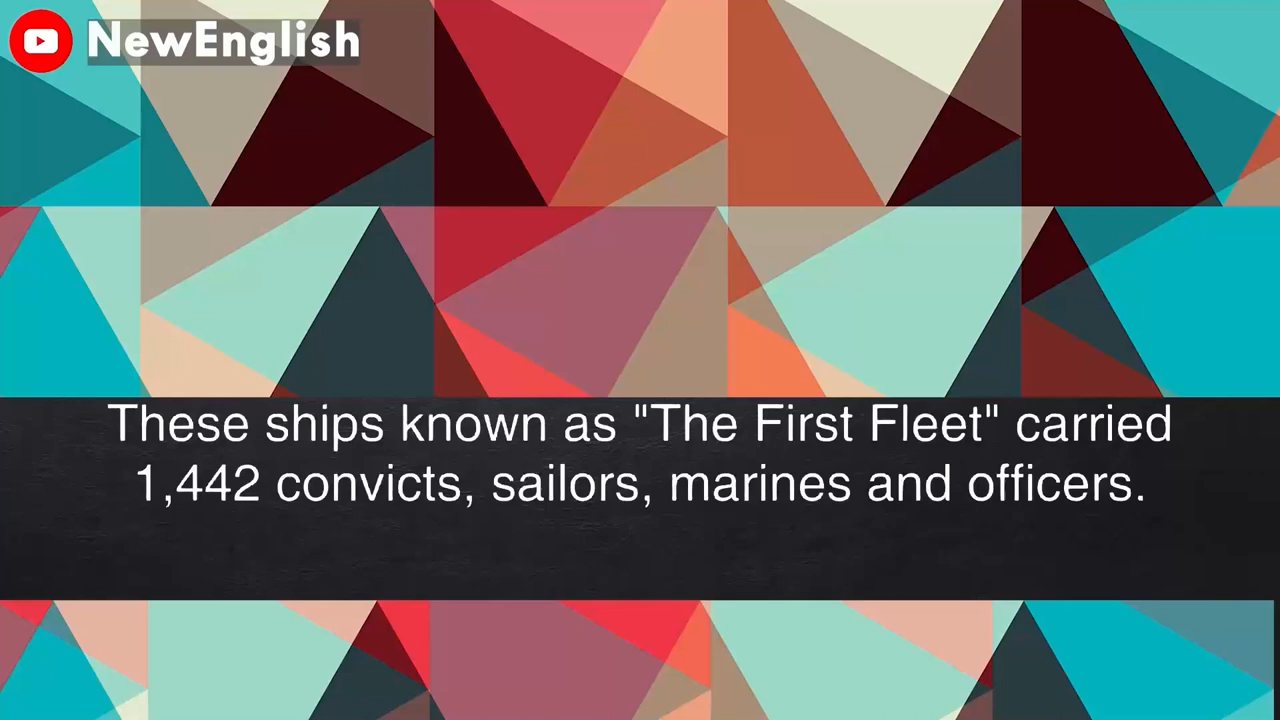 NewEnglish
These ships known as "The First Fleet" carried
1,442 convicts, sailors, marines and officers.